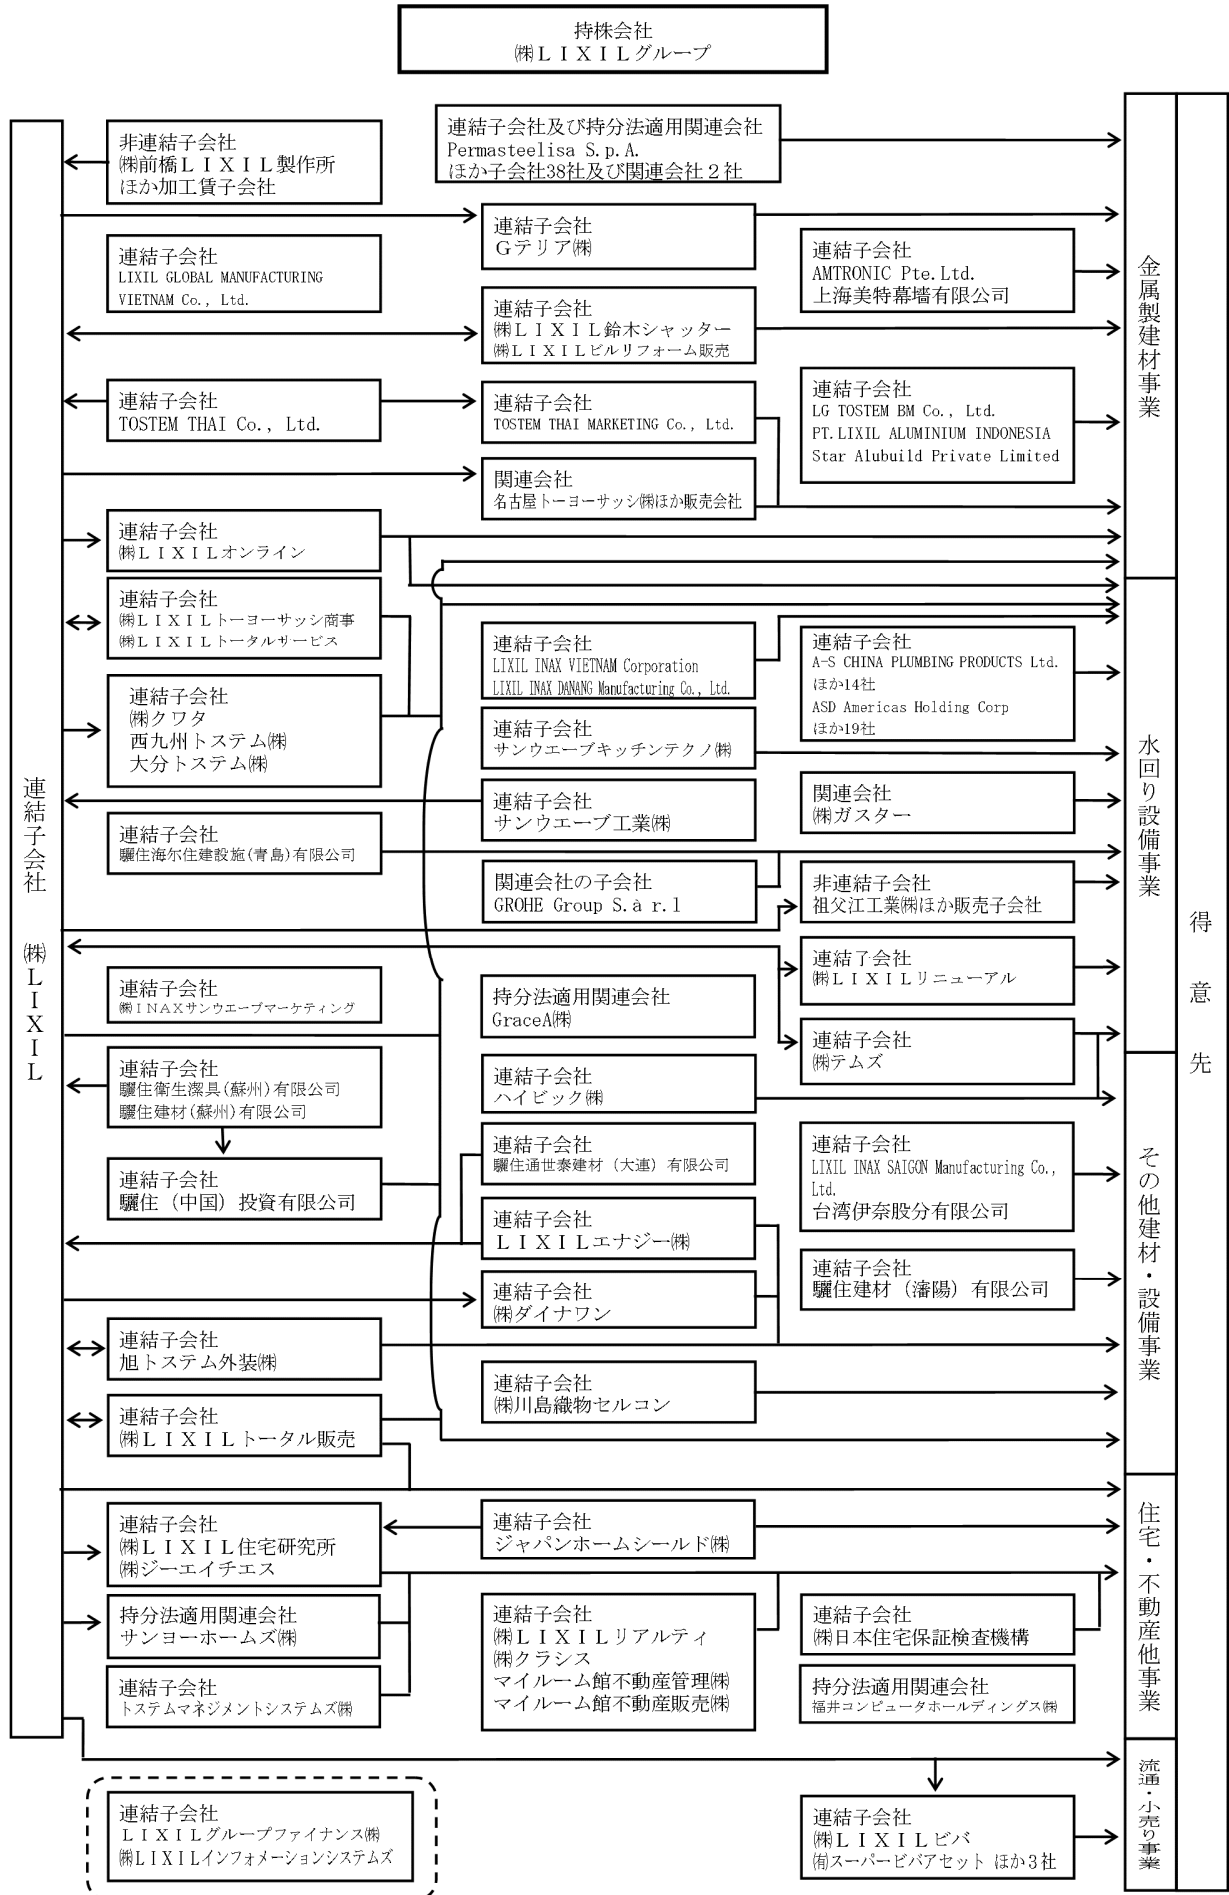 持株会社
㈱ＬＩＸＩＬグループ
連結子会社　㈱ＬＩＸＩＬ
非連結子会社
㈱前橋ＬＩＸＩＬ製作所
ほか加工賃子会社
連結子会社及び持分法適用関連会社
Permasteelisa S.p.A.
ほか子会社38社及び関連会社２社
連結子会社
Ｇテリア㈱
連結子会社
LIXIL GLOBAL MANUFACTURING
VIETNAM Co., Ltd.
連結子会社
AMTRONIC Pte.Ltd.
上海美特幕墙有限公司
連結子会社
㈱ＬＩＸＩＬ鈴木シャッター
㈱LIXILビルリフォーム販売
連結子会社
TOSTEM THAI Co., Ltd.
連結子会社
TOSTEM THAI MARKETING Co., Ltd.
連結子会社
LG TOSTEM BM Co., Ltd.
PT.LIXIL ALUMINIUM INDONESIA
Star Alubuild Private Limited
関連会社
名古屋トーヨーサッシ㈱ほか販売会社
金属製建材事業
連結子会社
㈱ＬＩＸＩＬオンライン
連結子会社
㈱ＬＩＸＩＬトーヨーサッシ商事
㈱ＬＩＸＩＬトータルサービス
連結子会社
LIXIL INAX VIETNAM Corporation
LIXIL INAX DANANG Manufacturing Co., Ltd.
連結子会社
A-S CHINA PLUMBING PRODUCTS Ltd.
ほか14社
ASD Americas Holding Corp
ほか19社
連結子会社
㈱クワタ
西九州トステム㈱
大分トステム㈱
連結子会社
サンウエーブキッチンテクノ㈱
連結子会社
サンウエーブ工業㈱
関連会社
㈱ガスター
連結子会社
驪住海尔住建設施(青島)有限公司
関連会社の子会社
GROHE Group S.à r.l
非連結子会社
祖父江工業㈱ほか販売子会社
水回り設備事業
連結子会社
㈱ＬＩＸＩＬリニューアル
連結子会社
㈱ＩＮＡＸサンウエーブマーケティング
持分法適用関連会社
GraceA㈱
連結子会社
㈱テムズ
連結子会社
驪住衛生潔具(蘇州)有限公司
驪住建材(蘇州)有限公司
連結子会社
ハイビック㈱
連結子会社
驪住（中国）投資有限公司
連結子会社
驪住通世泰建材（大連）有限公司
連結子会社
LIXIL INAX SAIGON Manufacturing Co.,
Ltd.
台湾伊奈股分有限公司
連結子会社
ＬＩＸＩＬエナジー㈱
連結子会社
驪住建材（瀋陽）有限公司
連結子会社
㈱ダイナワン
連結子会社
旭トステム外装㈱
連結子会社
㈱川島織物セルコン
連結子会社
㈱ＬＩＸＩＬトータル販売
その他建材・設備事業
連結子会社
㈱ＬＩＸＩＬ住宅研究所
㈱ジーエイチエス
連結子会社
ジャパンホームシールド㈱
持分法適用関連会社
サンヨーホームズ㈱
連結子会社
㈱ＬＩＸＩＬリアルティ
㈱クラシス
マイルーム館不動産管理㈱
マイルーム館不動産販売㈱
連結子会社
㈱日本住宅保証検査機構
連結子会社
トステムマネジメントシステムズ㈱
持分法適用関連会社
福井コンピュータホールディングス㈱
住宅・不動産他事業
連結子会社
ＬＩＸＩＬグループファイナンス㈱
㈱LIXILインフォメーションシステムズ
連結子会社
㈱ＬＩＸＩＬビバ
㈲スーパービバアセット ほか３社
流通・小売り事業
得意先